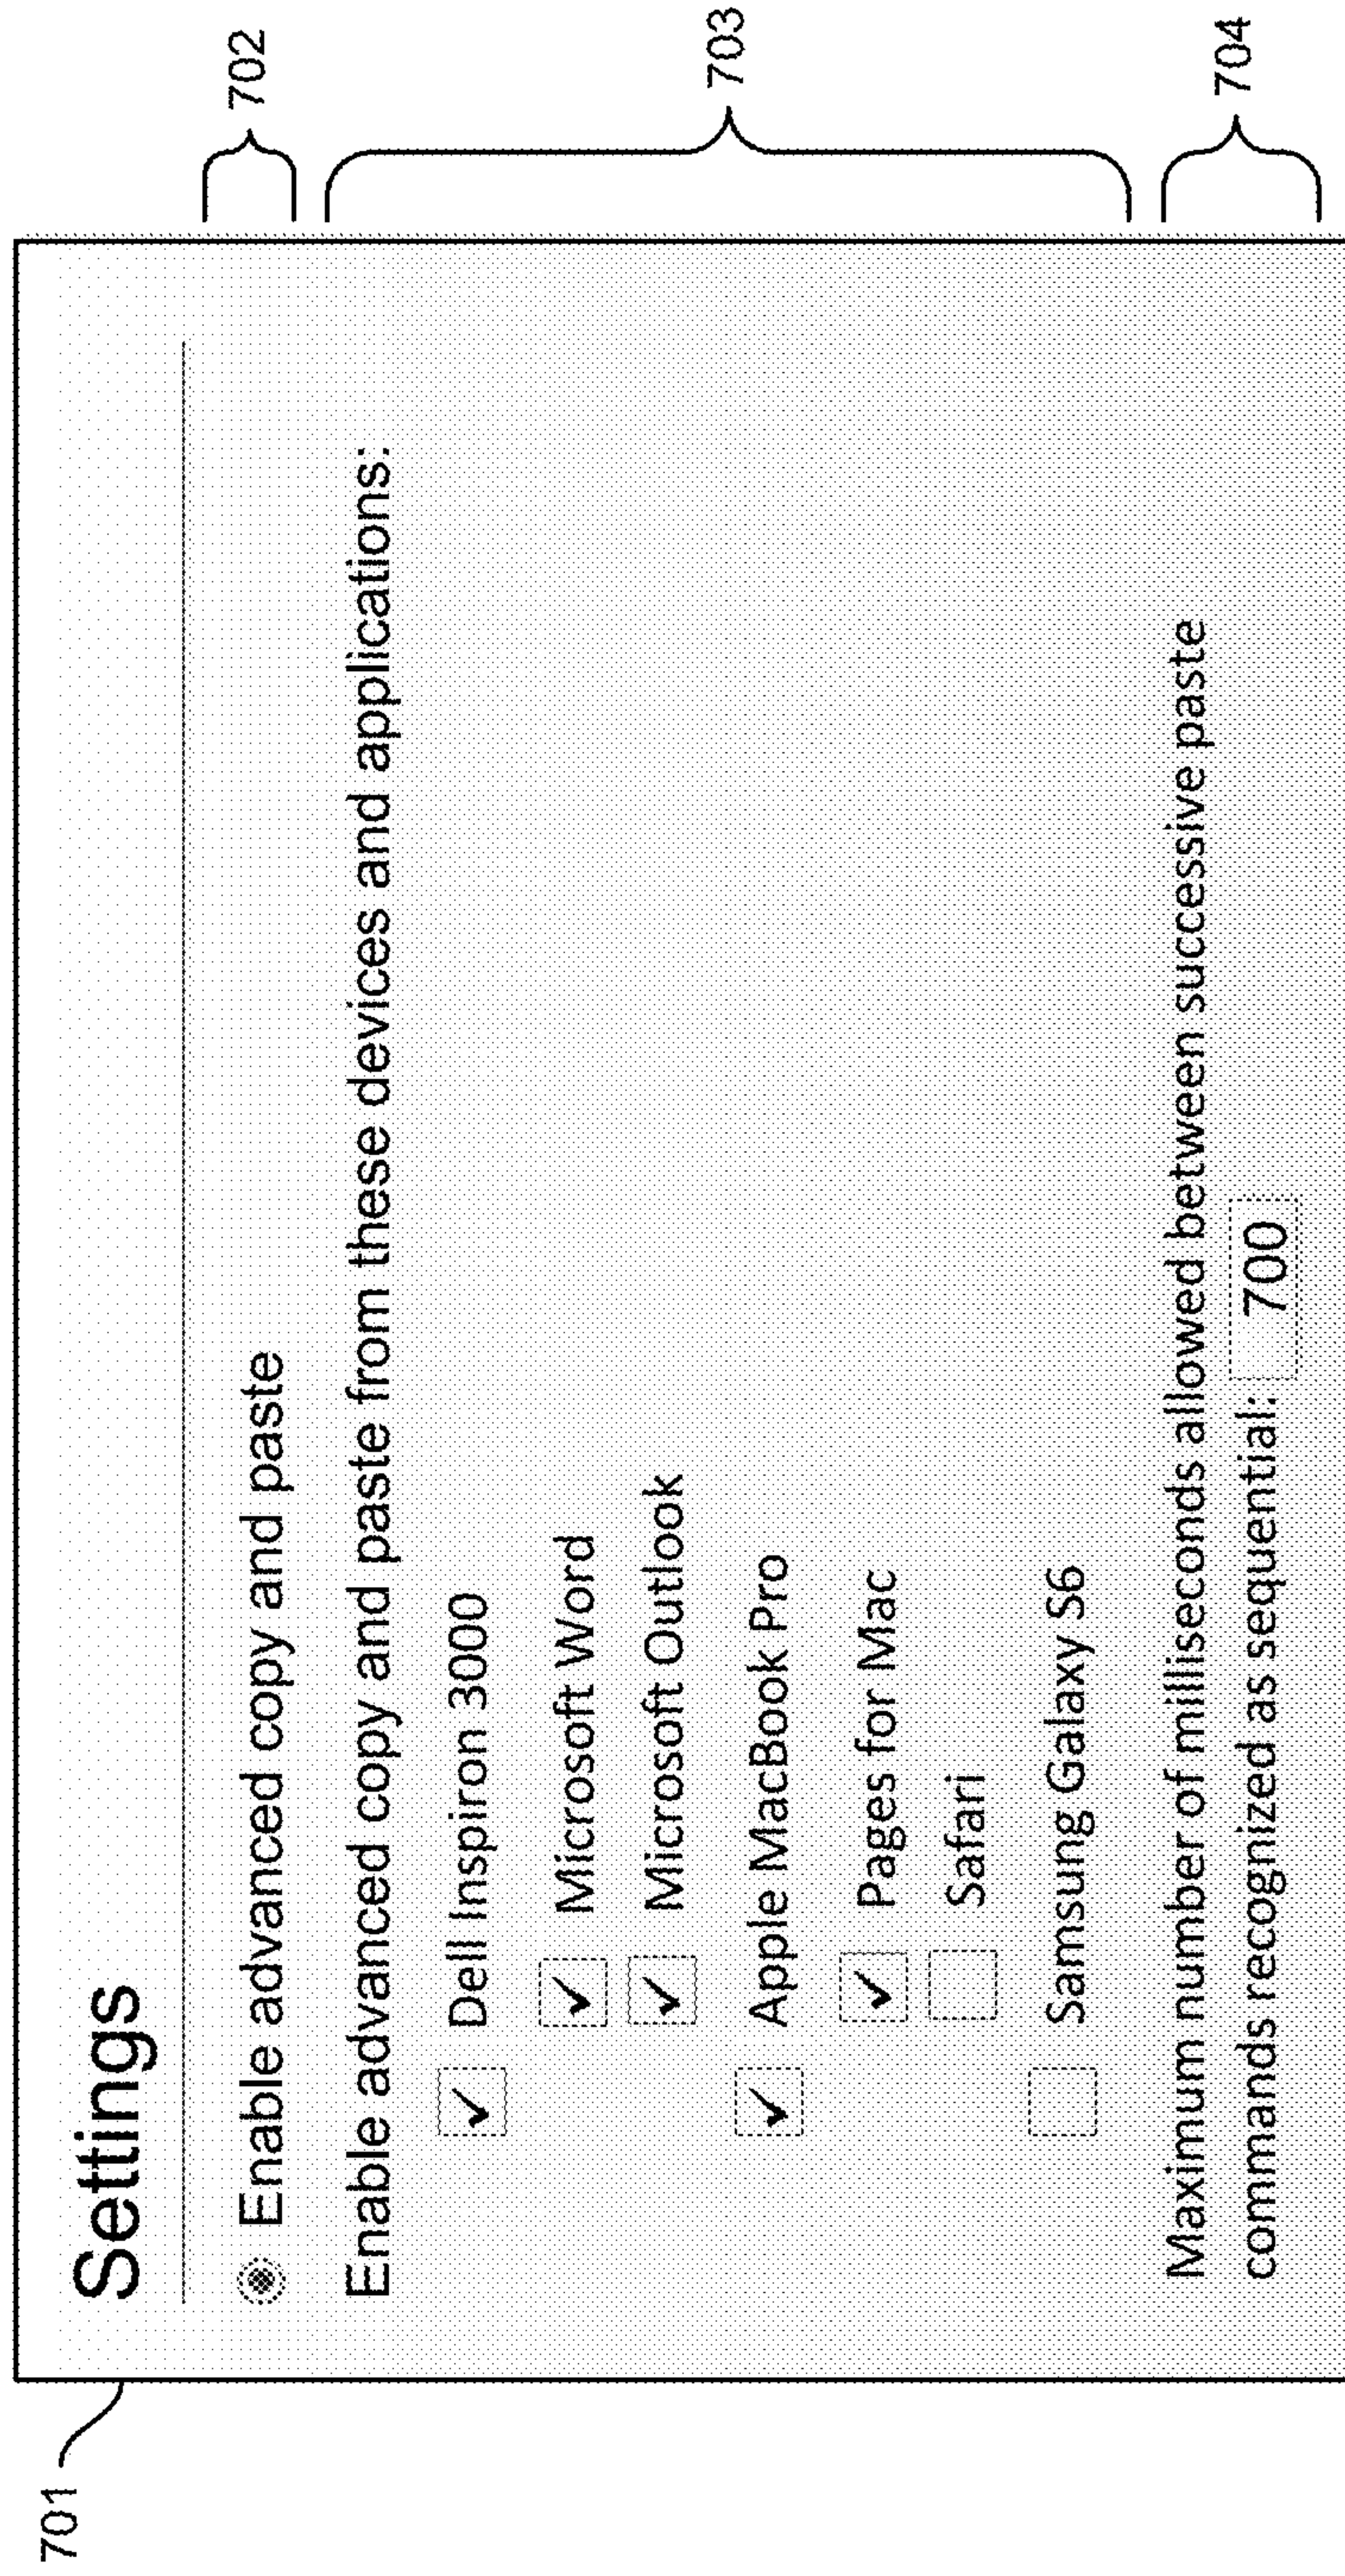 701
Settings
Enable advanced copy and paste
702
Enable advanced copy and paste from these devices and applications:
703
✓ Dell Inspiron 3000
✓ Microsoft Word
✓ Microsoft Outlook
✓ Apple MacBook Pro
✓ Pages for Mac
Safari
Samsung Galaxy S6
Maximum number of milliseconds allowed between successive paste
commands recognized as sequential: 700
704